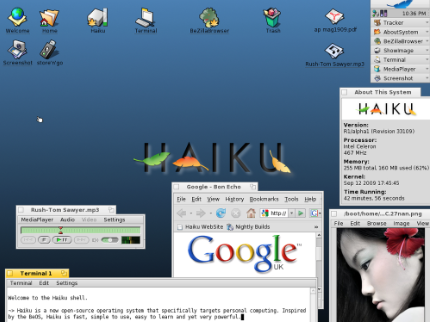 Welcome
Home
Haiku
Terminal
BeZillaBrowser
Trash
ap mag1909.pdf
10:36 PM
Tracker
AboutSystem
BeZillaBrowser
ShowImage
Terminal
MediaPlayer
Screenshot
Screenshot
Rush-Tom Sawyer.mp3
About This System
HAIKU
Version:
R1/alpha1 (Revision 33109)
Processor:
Intel Celeron
467 MHz
Memory:
255 MB total, 160 MB used (62%)
Kernel:
Sep 12 2009 17:45:45
Time Running:
42 minutes, 56 seconds
HAIKU
Google - Bon Echo
File Edit View History Bookmarks Tools Help
http://
Haiku WebSite Nightly Builds
Google
UK
Rush-Tom Sawyer.mp3
MediaPlayer Audio Video Settings
/boot/home/...C.27nan.png
File Edit Browse Image View
Terminal 1
Terminal Edit Settings
Welcome to the Haiku shell.
-> Haiku is a new open-source operating system that specifically targets personal computing. Inspired
by the BeOS, Haiku is fast, simple to use, easy to learn and yet very powerful.